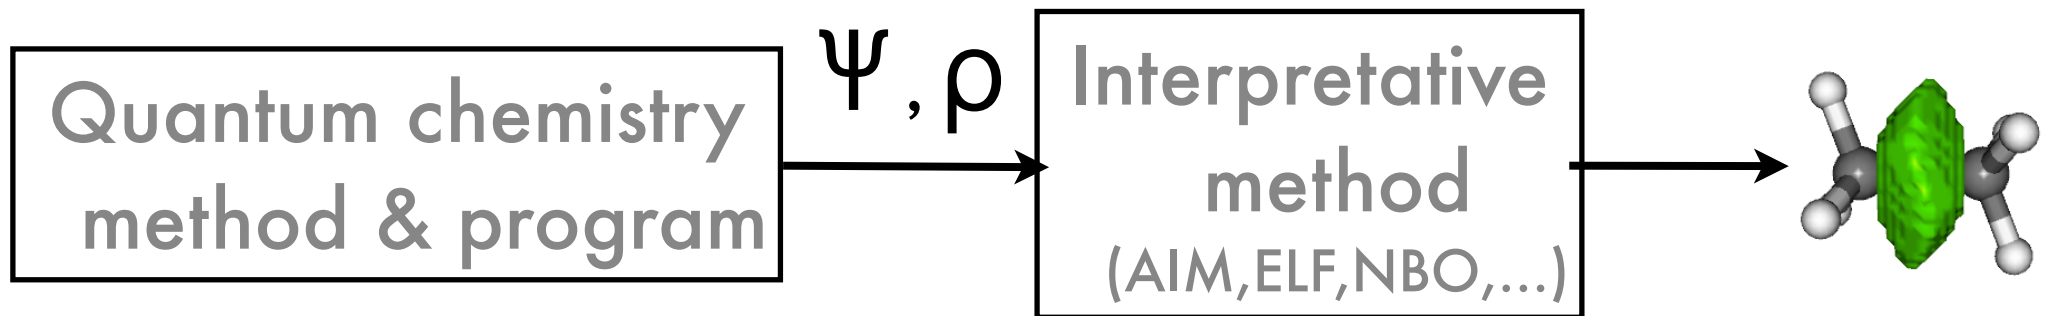 Quantum chemistry
method & program
Ψ, ρ
Interpretative
method
(AIM,ELF,NBO,...)